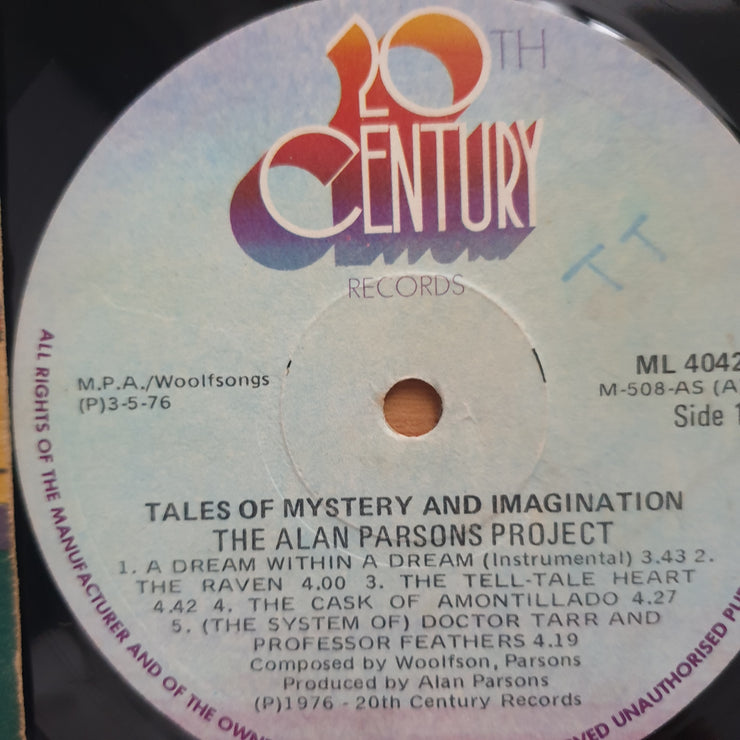 20TH
CENTURY
RECORDS
TT
M.P.A./Woolfsongs
(P)3-5-76
ML 4042
M-508-AS (A
Side 1
TALES OF MYSTERY AND IMAGINATION
THE ALAN PARSONS PROJECT
1. A DREAM WITHIN A DREAM (Instrumental) 3.43 2.
THE RAVEN 4.00 3. THE TELL-TALE HEART
4.42 4. THE CASK OF AMONTILLADO 4.27
5. (THE SYSTEM OF) DOCTOR TARR AND
PROFESSOR FEATHERS 4.19
Composed by Woolfson, Parsons
Produced by Alan Parsons
(P)1976 - 20th Century Records
ALL RIGHTS OF THE MANUFACTURER AND OF THE
UNAUTHORISED